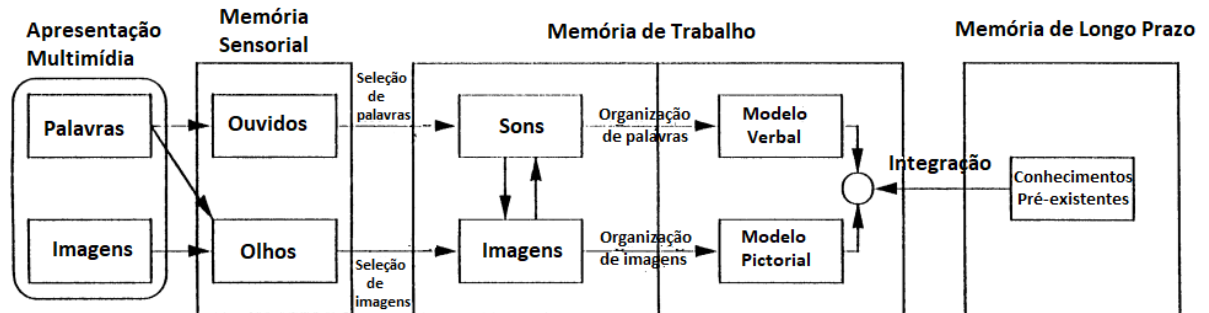 Apresentação
Multimídia
Memória
Sensorial
Memória de Trabalho
Memória de Longo Prazo
Palavras
Ouvidos
Seleção
de
palavras
Sons
Organização
de palavras
Modelo
Verbal
Integração
Conhecimentos
Pré-existentes
Imagens
Olhos
Seleção
de
imagens
Imagens
Organização
de imagens
Modelo
Pictorial